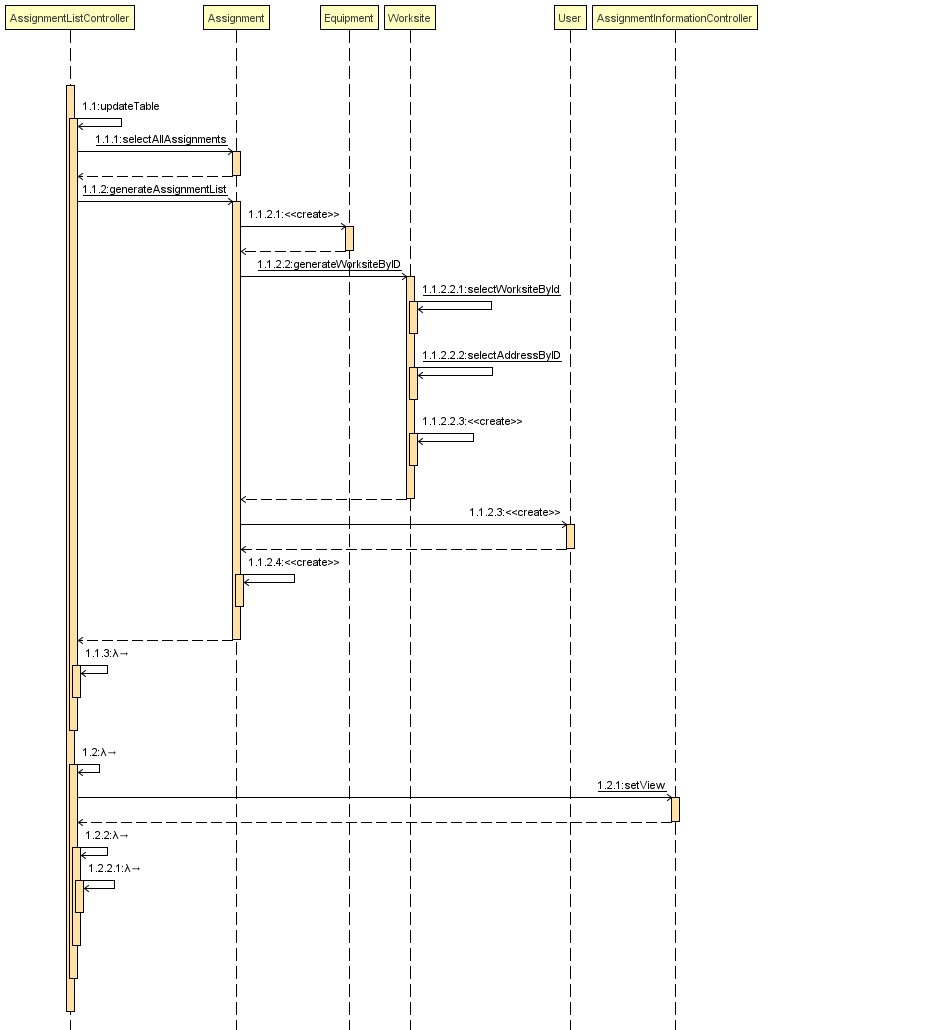 AssignmentListController
Assignment
Equipment
Worksite
User
AssignmentInformationController
1.1:updateTable
1.1.1:selectAllAssignments
1.1.2:generateAssignmentList
1.1.2.1:<<create>>
1.1.2.2:generateWorksiteByID
1.1.2.2.1:selectWorksiteById
1.1.2.2.2:selectAddressByID
1.1.2.2.3:<<create>>
1.1.2.3:<<create>>
1.1.2.4:<<create>>
1.1.3:λ→
1.2:λ→
1.2.1:setView
1.2.2:λ→
1.2.2.1:λ→